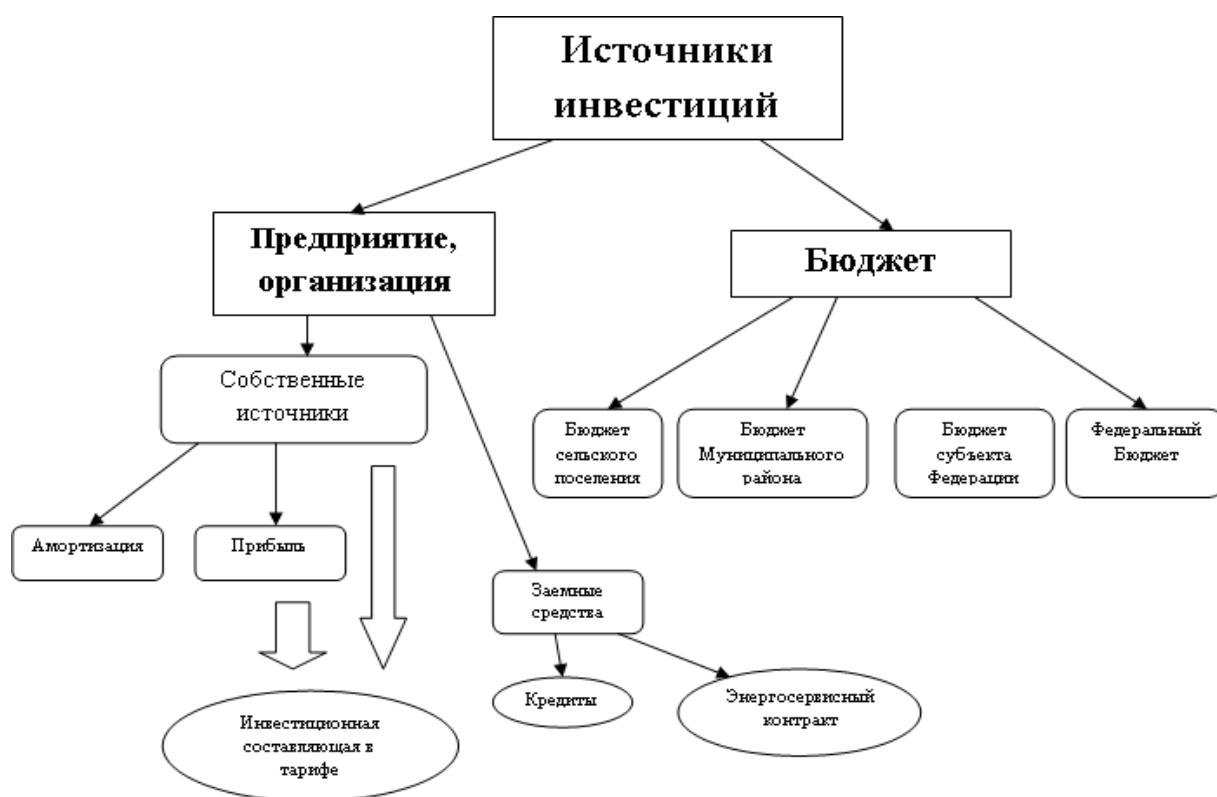 Источники
инвестиций
Предприятие,
организация
Бюджет
Собственные
источники
Бюджет
сельского
поселения
Бюджет
Муниципального
района
Бюджет
субъекта
Федерации
Федеральный
Бюджет
Амортизация
Прибыль
Заемные
средства
Кредиты
Энергосервисный
контракт
Инвестиционная
составляющая в
тарифе